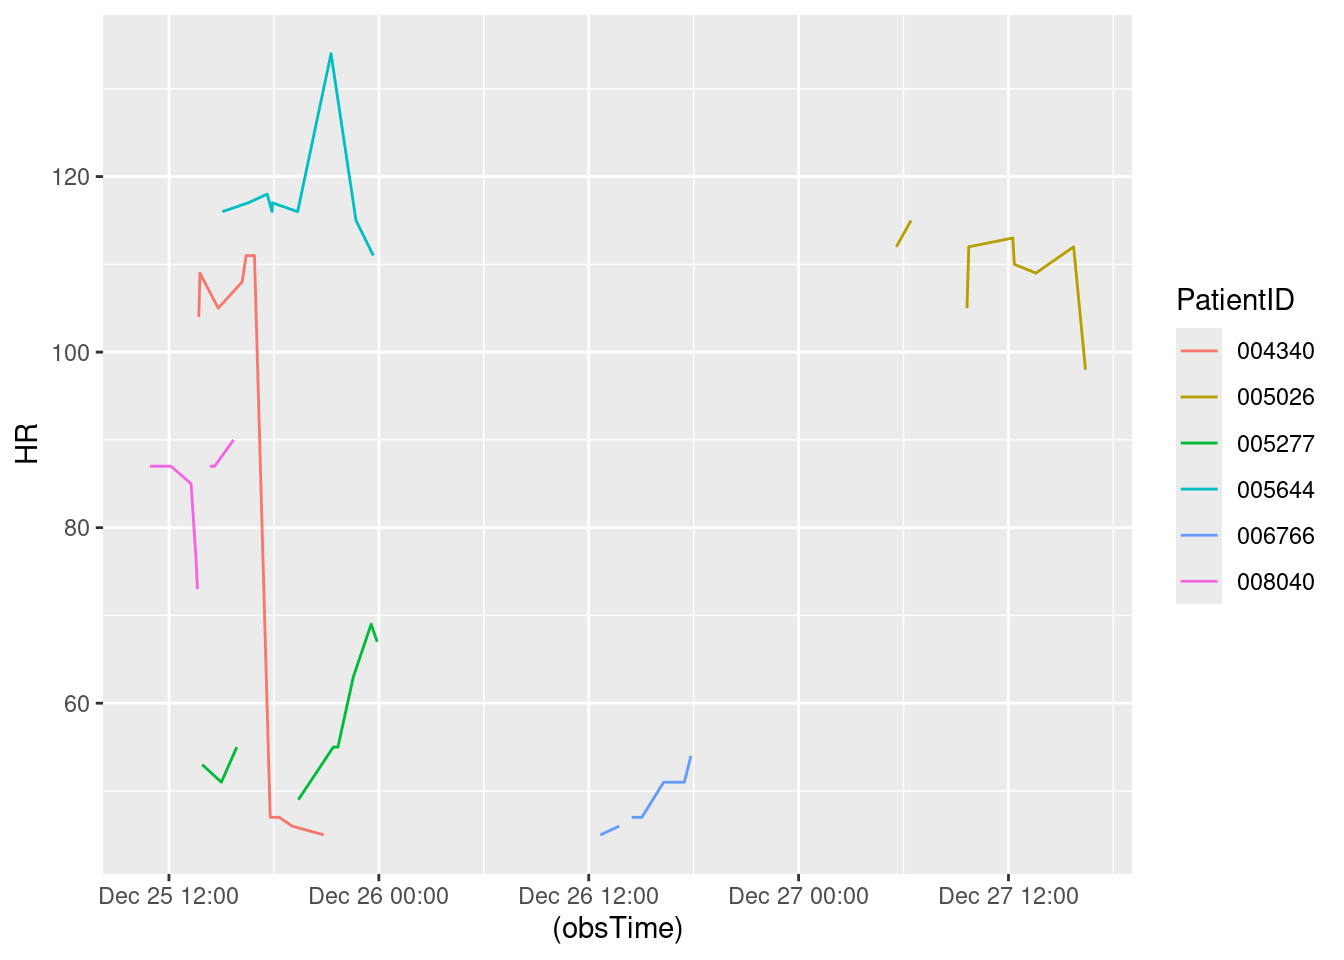 HR
120
100
80
60
Dec 25 12:00
Dec 26 00:00
Dec 26 12:00
Dec 27 00:00
Dec 27 12:00
(obsTime)
PatientID
004340
005026
005277
005644
006766
008040